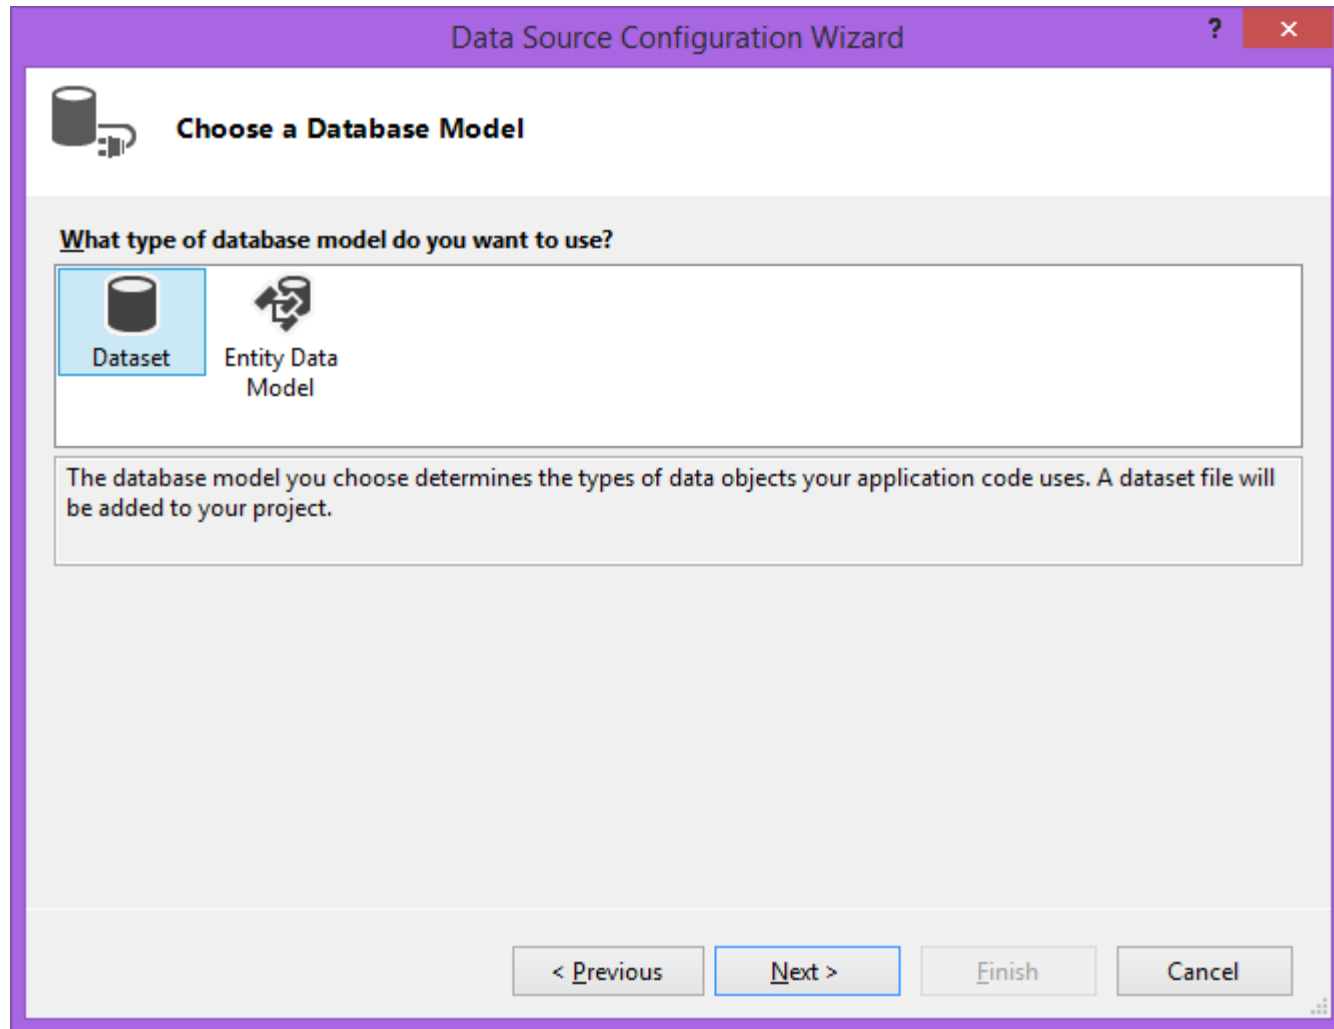 Data Source Configuration Wizard
?
Choose a Database Model
What type of database model do you want to use?
Dataset
Entity Data
Model
The database model you choose determines the types of data objects your application code uses. A dataset file will
be added to your project.
< Previous
Next >
Finish
Cancel